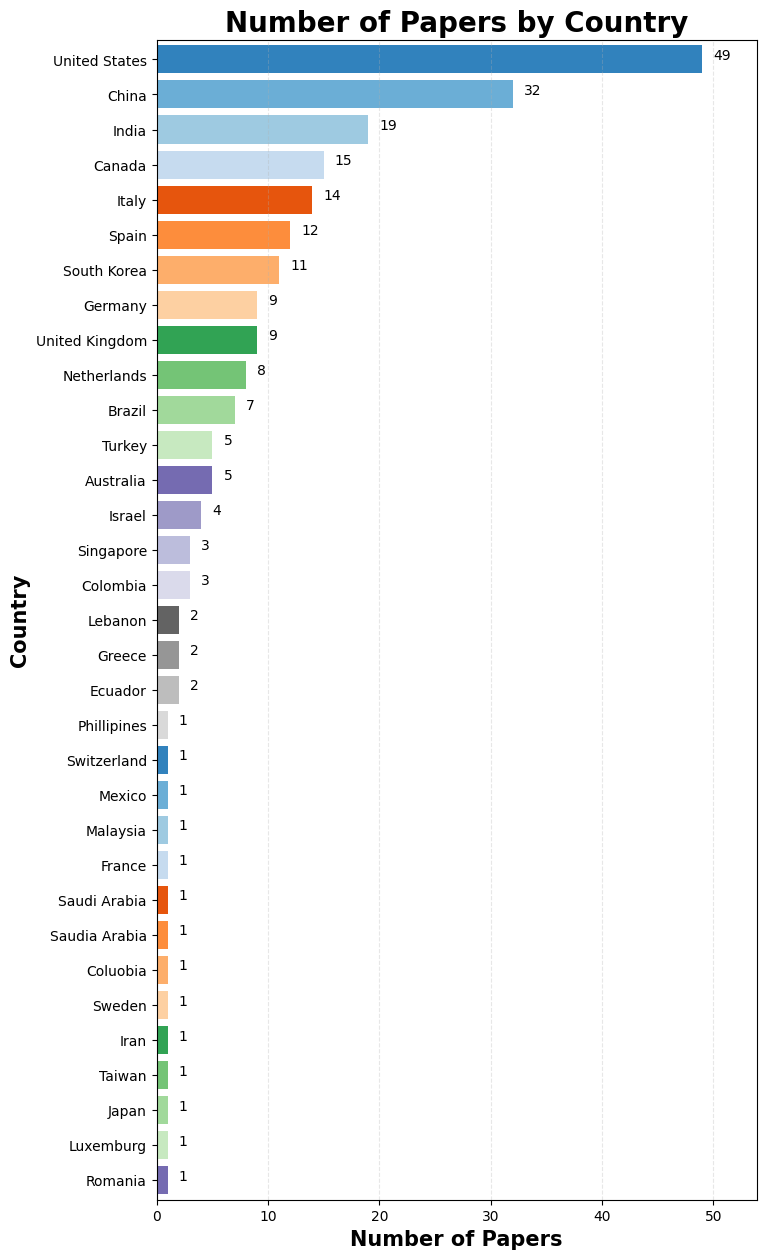 Number of Papers by Country
United States 49
China 32
India 19
Canada 15
Italy 14
Spain 12
South Korea 11
Germany 9
United Kingdom 9
Netherlands 8
Brazil 7
Turkey 5
Australia 5
Israel 4
Singapore 3
Colombia 3
Lebanon 2
Greece 2
Ecuador 2
Phillipines 1
Switzerland 1
Mexico 1
Malaysia 1
France 1
Saudi Arabia 1
Saudia Arabia 1
Coluobia 1
Sweden 1
Iran 1
Taiwan 1
Japan 1
Luxemburg 1
Romania 1
Country
0 10 20 30 40 50
Number of Papers